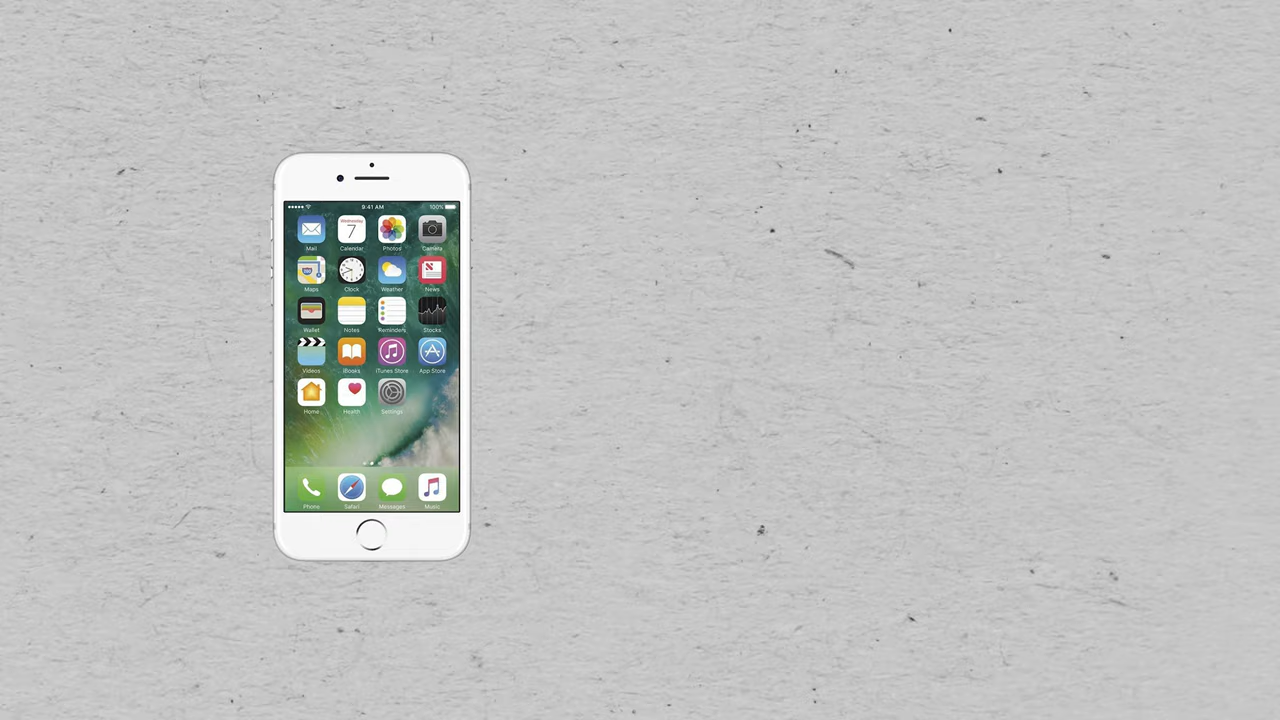 9:41 AM 100%
Wednesday
7
Mail Calendar Photos Camera
280
Maps Clock Weather News
Wallet Notes Reminders Stocks
Videos iBooks iTunes Store App Store
Home Health Settings
Phone Safari Messages Music